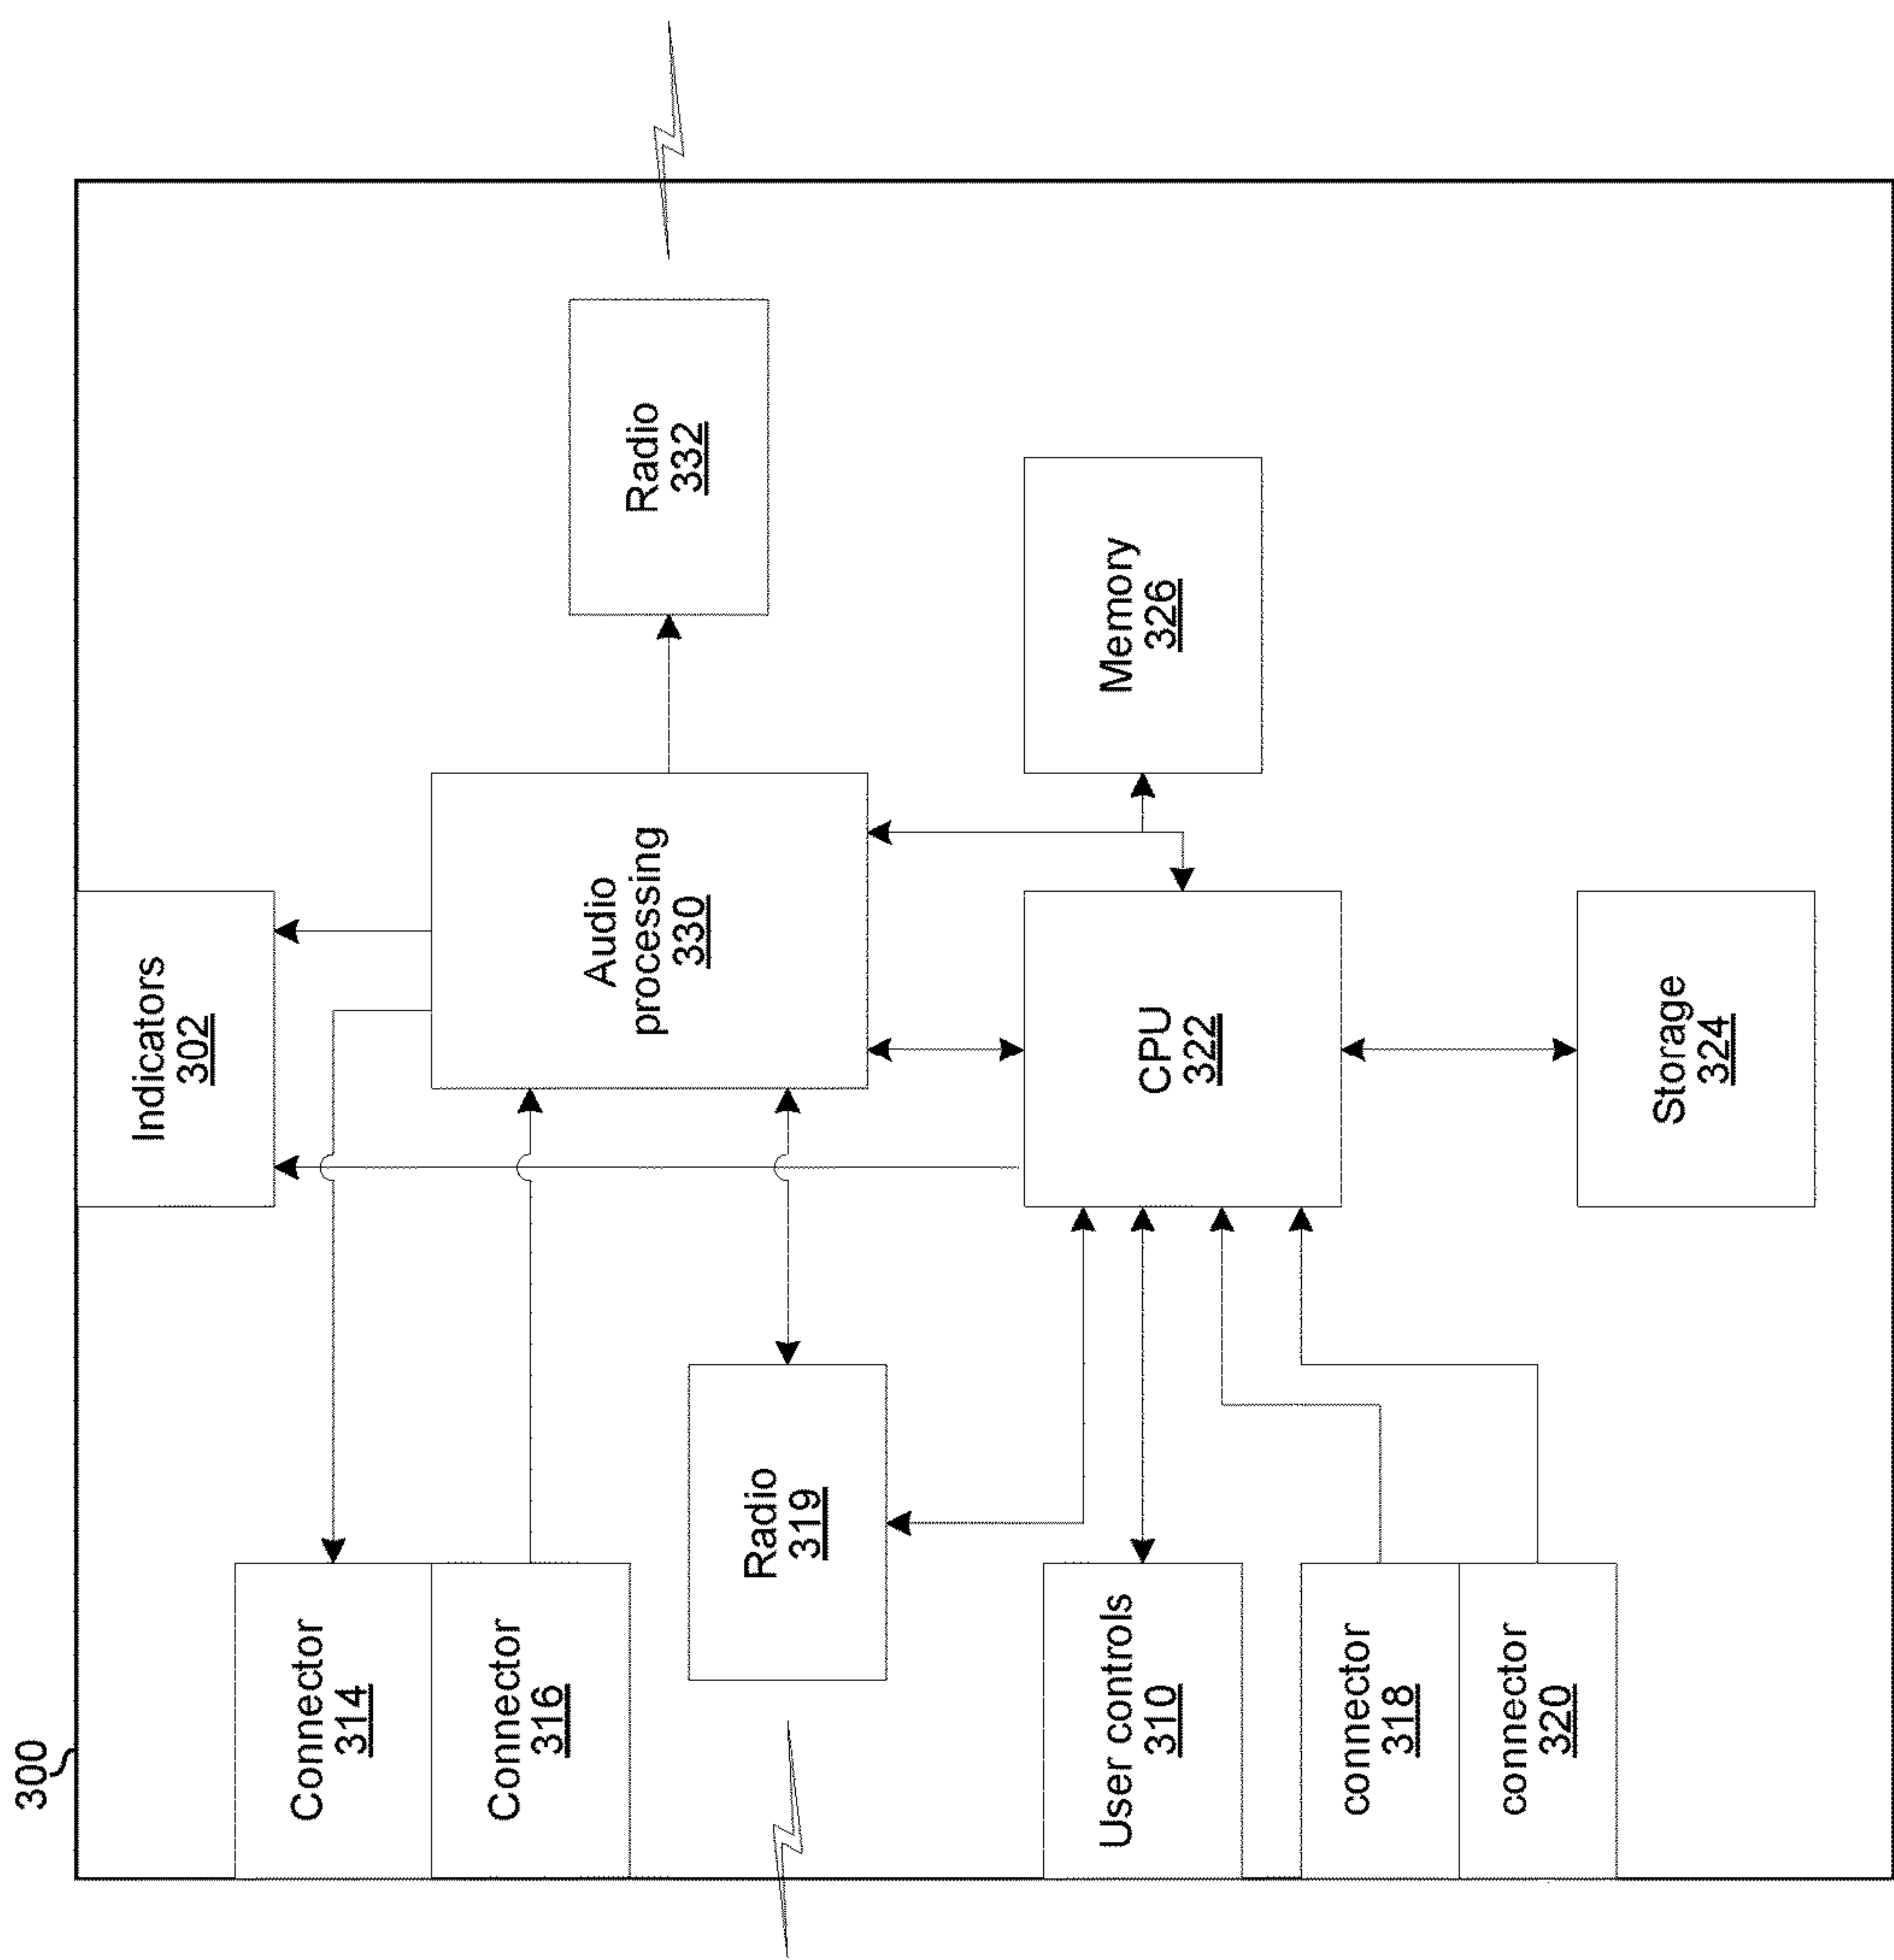 300
Indicators
302
Connector
314
Connector
316
Audio
processing
330
Radio
332
Radio
319
User controls
310
CPU
322
Memory
326
connector
318
connector
320
Storage
324